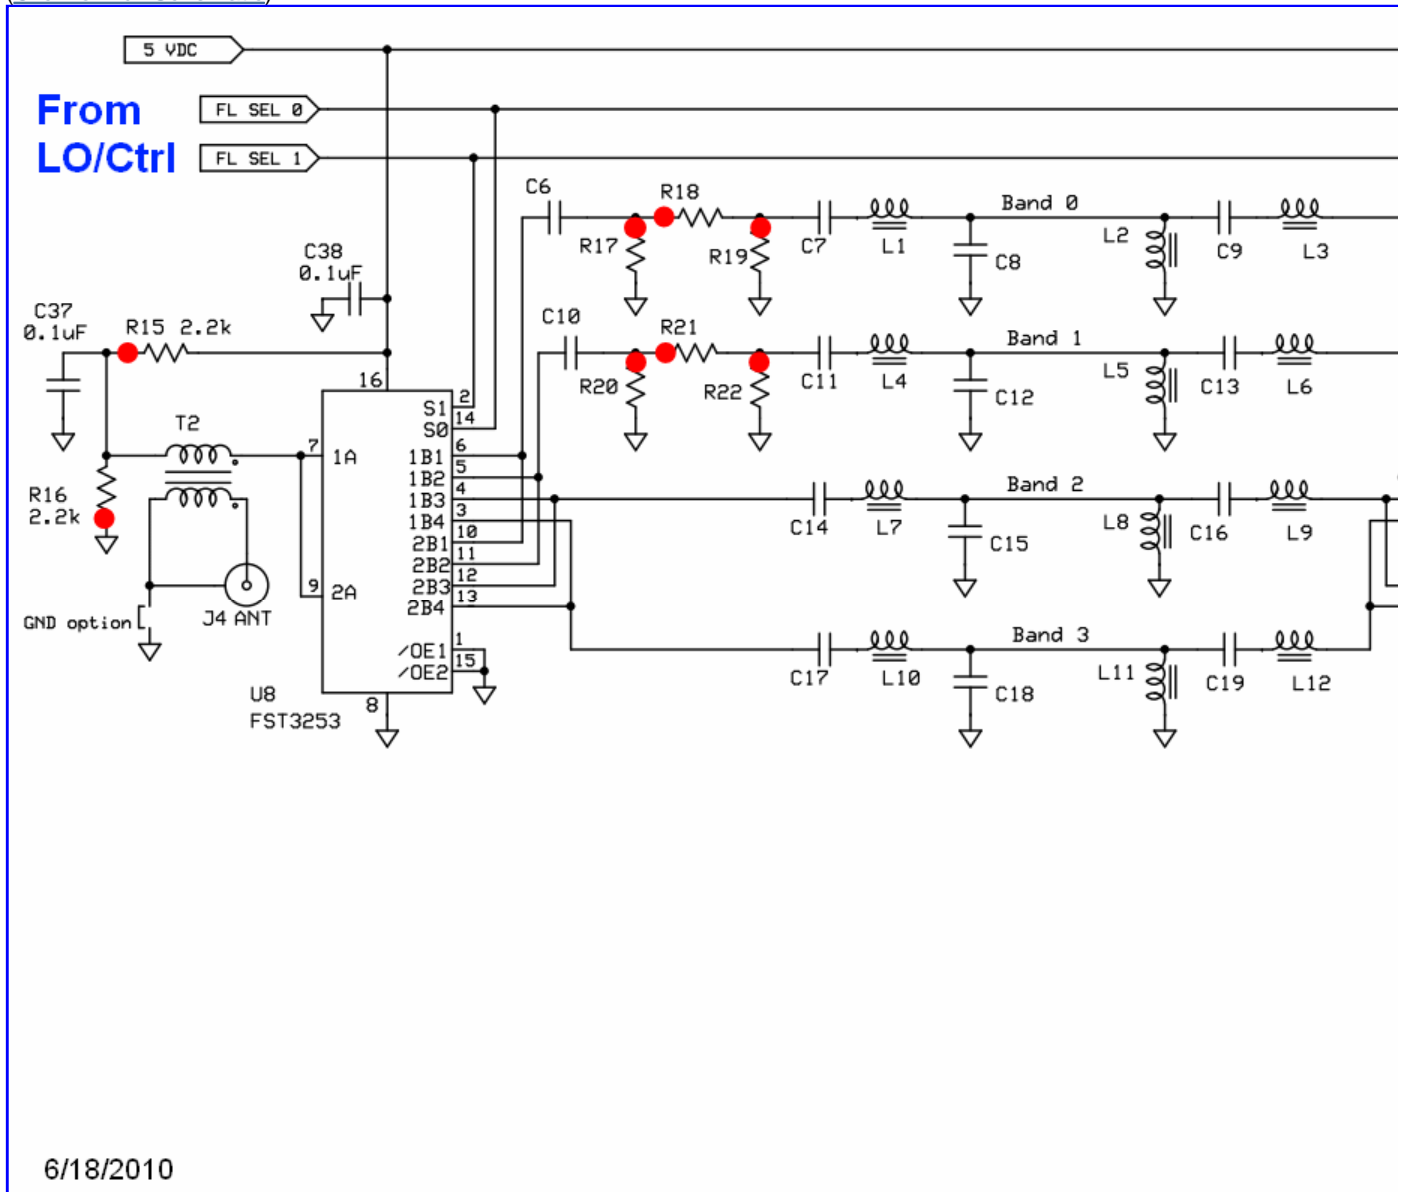 5 VDC
From
LO/Ctrl
FL SEL 0
FL SEL 1
C6
R18
Band 0
R17
R19
C7
L1
C8
L2
C9
L3
C38
0.1uF
C37
0.1uF
R15 2.2k
C10
R21
Band 1
R20
R22
C11
L4
C12
L5
C13
L6
16
T2
7
1A
S1
2
S0
14
1B1
6
1B2
5
1B3
4
1B4
3
2B1
10
2B2
11
2B3
12
2B4
13
/OE1
1
/OE2
15
9
2A
8
R16
2.2k
GND option
J4 ANT
U8
FST3253
Band 2
C14
L7
C15
L8
C16
L9
Band 3
C17
L10
C18
L11
C19
L12
6/18/2010